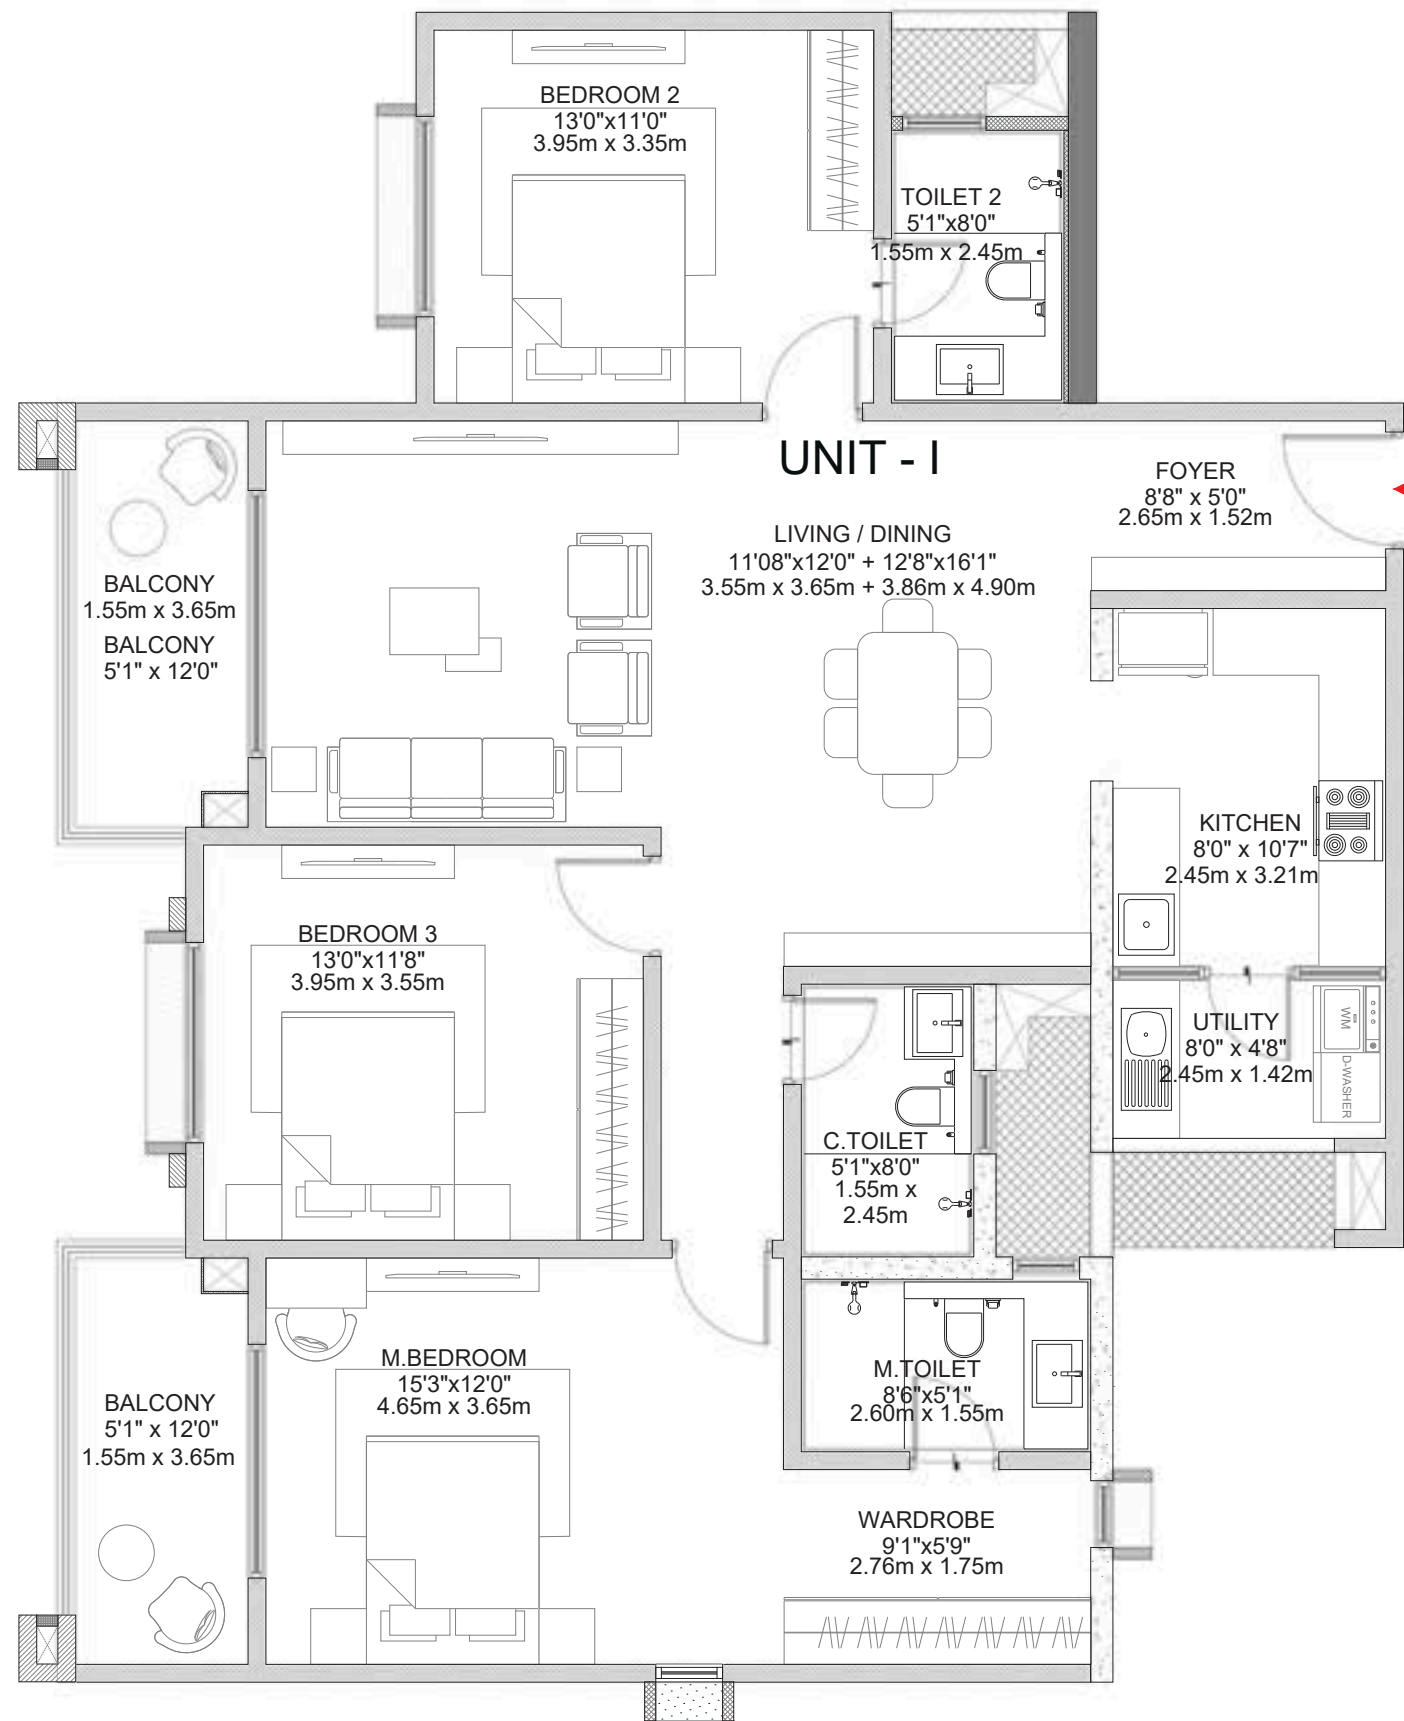 BEDROOM 2
13'0"x11'0"
3.95m x 3.35m
TOILET 2
5'1"x8'0"
1.55m x 2.45m
UNIT - I
FOYER
8'8" x 5'0"
2.65m x 1.52m
LIVING / DINING
11'08"x12'0" + 12'8"x16'1"
3.55m x 3.65m + 3.86m x 4.90m
BALCONY
1.55m x 3.65m
BALCONY
5'1" x 12'0"
KITCHEN
8'0" x 10'7"
2.45m x 3.21m
BEDROOM 3
13'0"x11'8"
3.95m x 3.55m
UTILITY
8'0" x 4'8"
2.45m x 1.42m
WM
D-WASHER
C.TOILET
5'1"x8'0"
1.55m x
2.45m
M.BEDROOM
15'3"x12'0"
4.65m x 3.65m
M.TOILET
8'6"x5'1"
2.60m x 1.55m
BALCONY
5'1" x 12'0"
1.55m x 3.65m
WARDROBE
9'1"x5'9"
2.76m x 1.75m